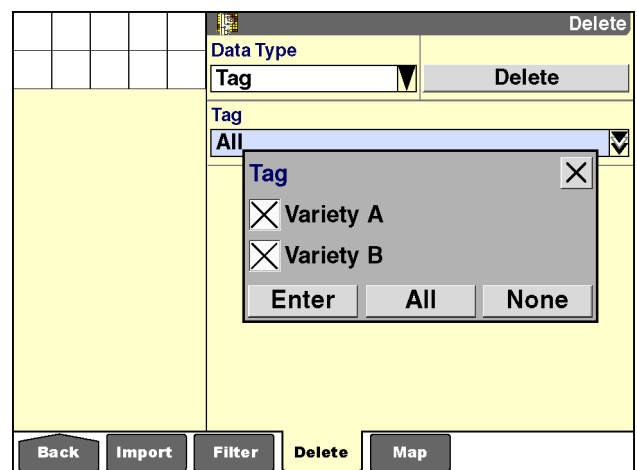 Delete
Data Type
Tag
Delete
Tag
All
Tag
Variety A
Variety B
Enter All None
Back Import Filter Delete Map